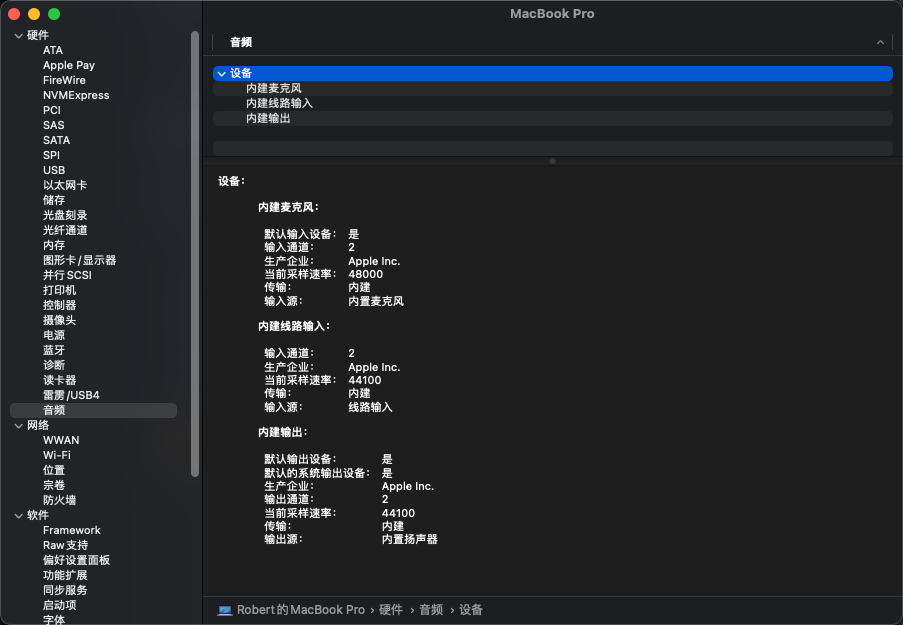 MacBook Pro
硬件
ATA
Apple Pay
FireWire
NVMExpress
PCI
SAS
SATA
SPI
USB
以太网卡
储存
光盘刻录
光纤通道
内存
图形卡/显示器
并行SCSI
打印机
控制器
摄像头
电源
蓝牙
诊断
读卡器
雷雳/USB4
音频
网络
WWAN
Wi-Fi
位置
宗卷
防火墙
软件
Framework
Raw支持
偏好设置面板
功能扩展
同步服务
启动项
字体
音频
设备
内建麦克风
内建线路输入
内建输出
设备：
内建麦克风：
默认输入设备： 是
输入通道： 2
生产企业： Apple Inc.
当前采样速率： 48000
传输： 内建
输入源： 内置麦克风
内建线路输入：
输入通道： 2
生产企业： Apple Inc.
当前采样速率： 44100
传输： 内建
输入源： 线路输入
内建输出：
默认输出设备： 是
默认的系统输出设备： 是
生产企业： Apple Inc.
输出通道： 2
当前采样速率： 44100
传输： 内建
输出源： 内置扬声器
Robert的MacBook Pro › 硬件 › 音频 › 设备